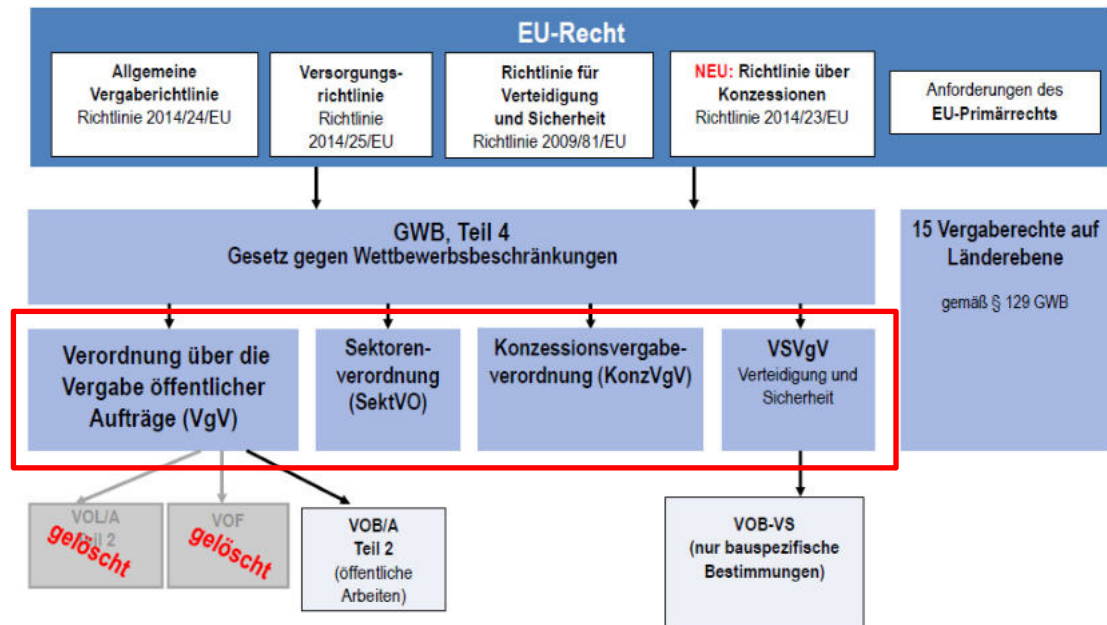 EU-Recht
Allgemeine
Vergaberichtlinie
Richtlinie 2014/24/EU
Versorgungs-
richtlinie
Richtlinie
2014/25/EU
Richtlinie für
Verteidigung
und Sicherheit
Richtlinie 2009/81/EU
NEU: Richtlinie über
Konzessionen
Richtlinie 2014/23/EU
Anforderungen des
EU-Primärrechts
GWB, Teil 4
Gesetz gegen Wettbewerbsbeschränkungen
15 Vergaberechte auf
Länderebene
gemäß § 129 GWB
Verordnung über die
Vergabe öffentlicher
Aufträge (VgV)
Sektoren-
verordnung
(SektVO)
Konzessionsvergabe-
verordnung (KonzVgV)
VSVgV
Verteidigung und
Sicherheit
VOL/A
Teil 2
gelöscht
VOF
gelöscht
VOB/A
Teil 2
(öffentliche
Arbeiten)
VOB-VS
(nur bauspezifische
Bestimmungen)